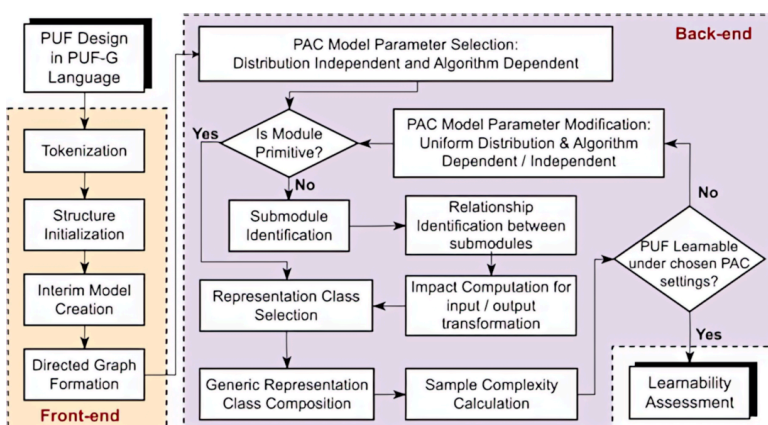 PUF Design
in PUF-G
Language
Tokenization
Structure
Initialization
Interim Model
Creation
Directed Graph
Formation
Front-end
Back-end
PAC Model Parameter Selection:
Distribution Independent and Algorithm Dependent
Is Module
Primitive?
Yes
No
PAC Model Parameter Modification:
Uniform Distribution & Algorithm
Dependent / Independent
Submodule
Identification
Relationship
Identification between
submodules
Impact Computation for
input / output
transformation
Representation Class
Selection
Generic Representation
Class Composition
Sample Complexity
Calculation
PUF Learnable
under chosen PAC
settings?
No
Yes
Learnability
Assessment